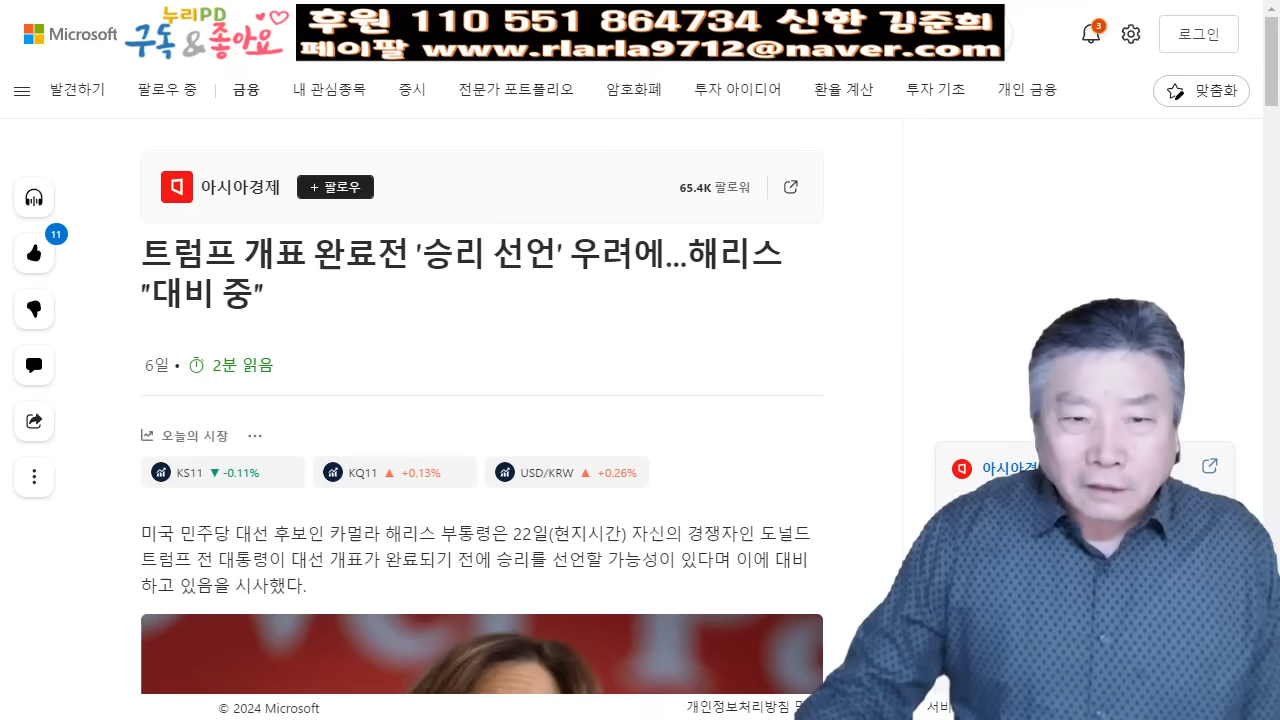 Microsoft
누리PD
구독 & 좋아요
후원 110 551 864734 신한 김준희
페이팔 www.rlarla9712@naver.com
3
로그인
발견하기 팔로우 중 금융 내 관심종목 증시 전문가 포트폴리오 암호화폐 투자 아이디어 환율 계산 투자 기초 개인 금융 맞춤화
아시아경제 + 팔로우 65.4K 팔로워
11
트럼프 개표 완료전 '승리 선언' 우려에...해리스
"대비 중"
6일 • 2분 읽음
오늘의 시장 ...
KS11 ▼ -0.11% KQ11 ▲ +0.13% USD/KRW ▲ +0.26%
아시아경
미국 민주당 대선 후보인 카멀라 해리스 부통령은 22일(현지시간) 자신의 경쟁자인 도널드
트럼프 전 대통령이 대선 개표가 완료되기 전에 승리를 선언할 가능성이 있다며 이에 대비
하고 있음을 시사했다.
© 2024 Microsoft 개인정보처리방침 서비